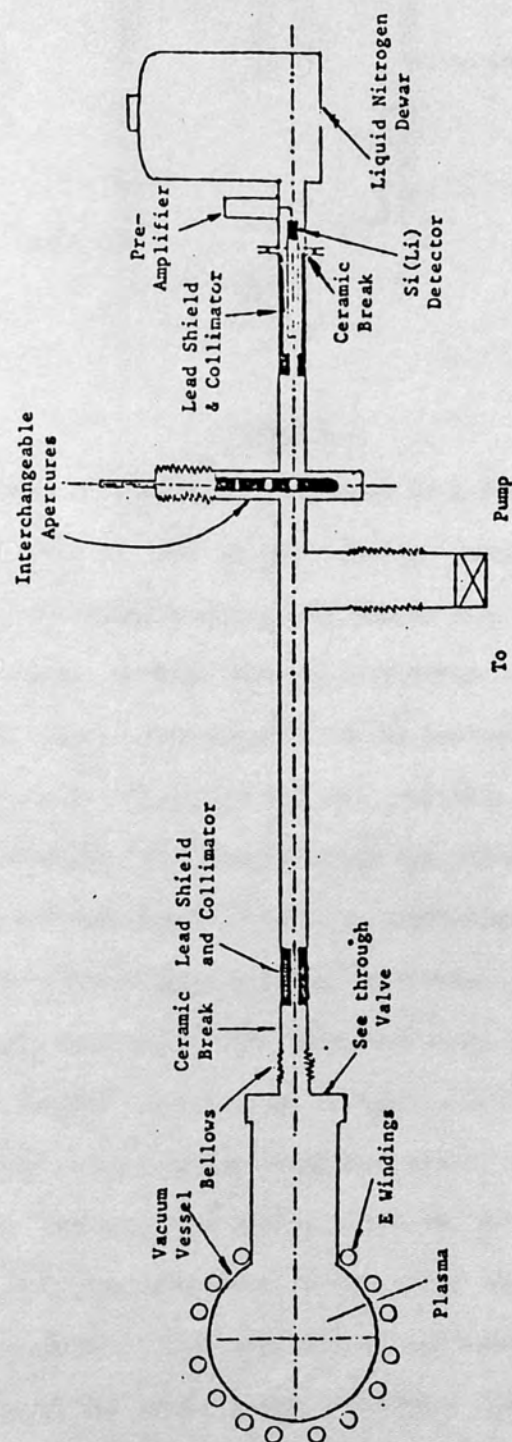 Vacuum
Vessel
Bellows
Ceramic Lead Shield
Break and Collimator
Interchangeable
Apertures
Lead Shield
& Collimator
Pre-
Amplifier
E Windings
Plasma
See through
Valve
To Pump
Ceramic
Break
Si(Li)
Detector
Liquid Nitrogen
Dewar